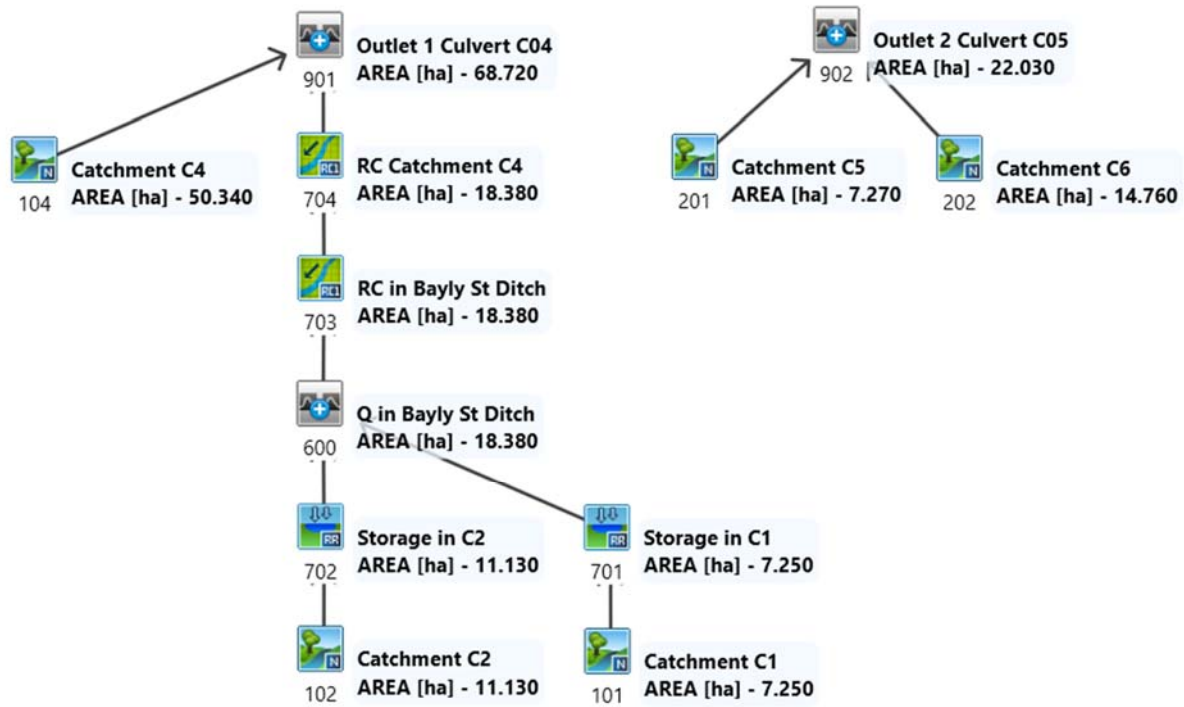 Outlet 1 Culvert C04
AREA [ha] - 68.720
901
Outlet 2 Culvert C05
AREA [ha] - 22.030
902
N
Catchment C4
AREA [ha] - 50.340
104
RC1
RC Catchment C4
AREA [ha] - 18.380
704
N
Catchment C5
AREA [ha] - 7.270
201
N
Catchment C6
AREA [ha] - 14.760
202
RC1
RC in Bayly St Ditch
AREA [ha] - 18.380
703
Q in Bayly St Ditch
AREA [ha] - 18.380
600
RR
Storage in C2
AREA [ha] - 11.130
702
RR
Storage in C1
AREA [ha] - 7.250
701
N
Catchment C2
AREA [ha] - 11.130
102
N
Catchment C1
AREA [ha] - 7.250
101